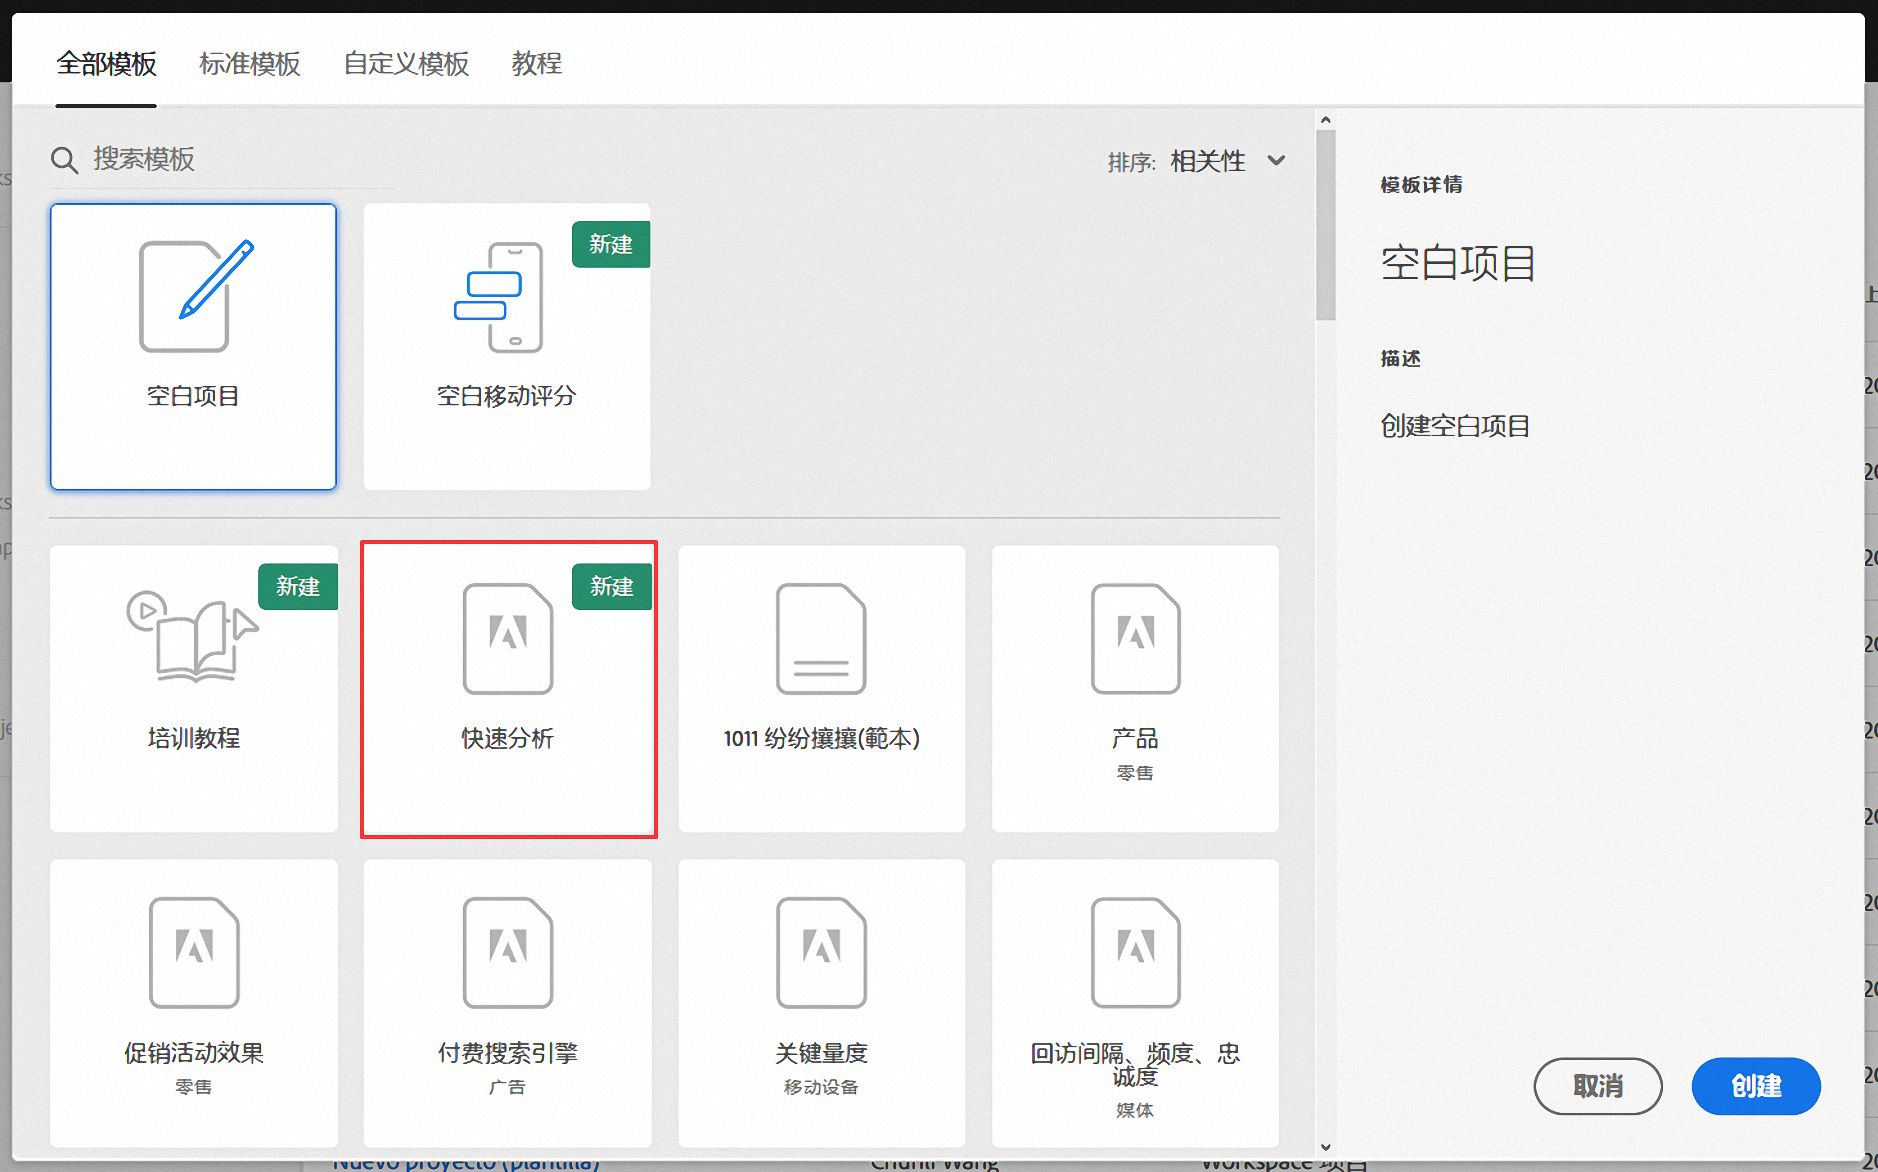 全部模板 标准模板 自定义模板 教程
搜索模板
排序: 相关性
新建
空白项目
空白移动评分
新建
新建
培训教程
快速分析
1011 纷纷攘攘(範本)
产品
零售
促销活动效果
零售
付费搜索引擎
广告
关键量度
移动设备
回访间隔、频度、忠
诚度
媒体
模板详情
空白项目
描述
创建空白项目
取消
创建
Nuevo proyecto (plantilla)
Chunli Wang
Workspace 项目